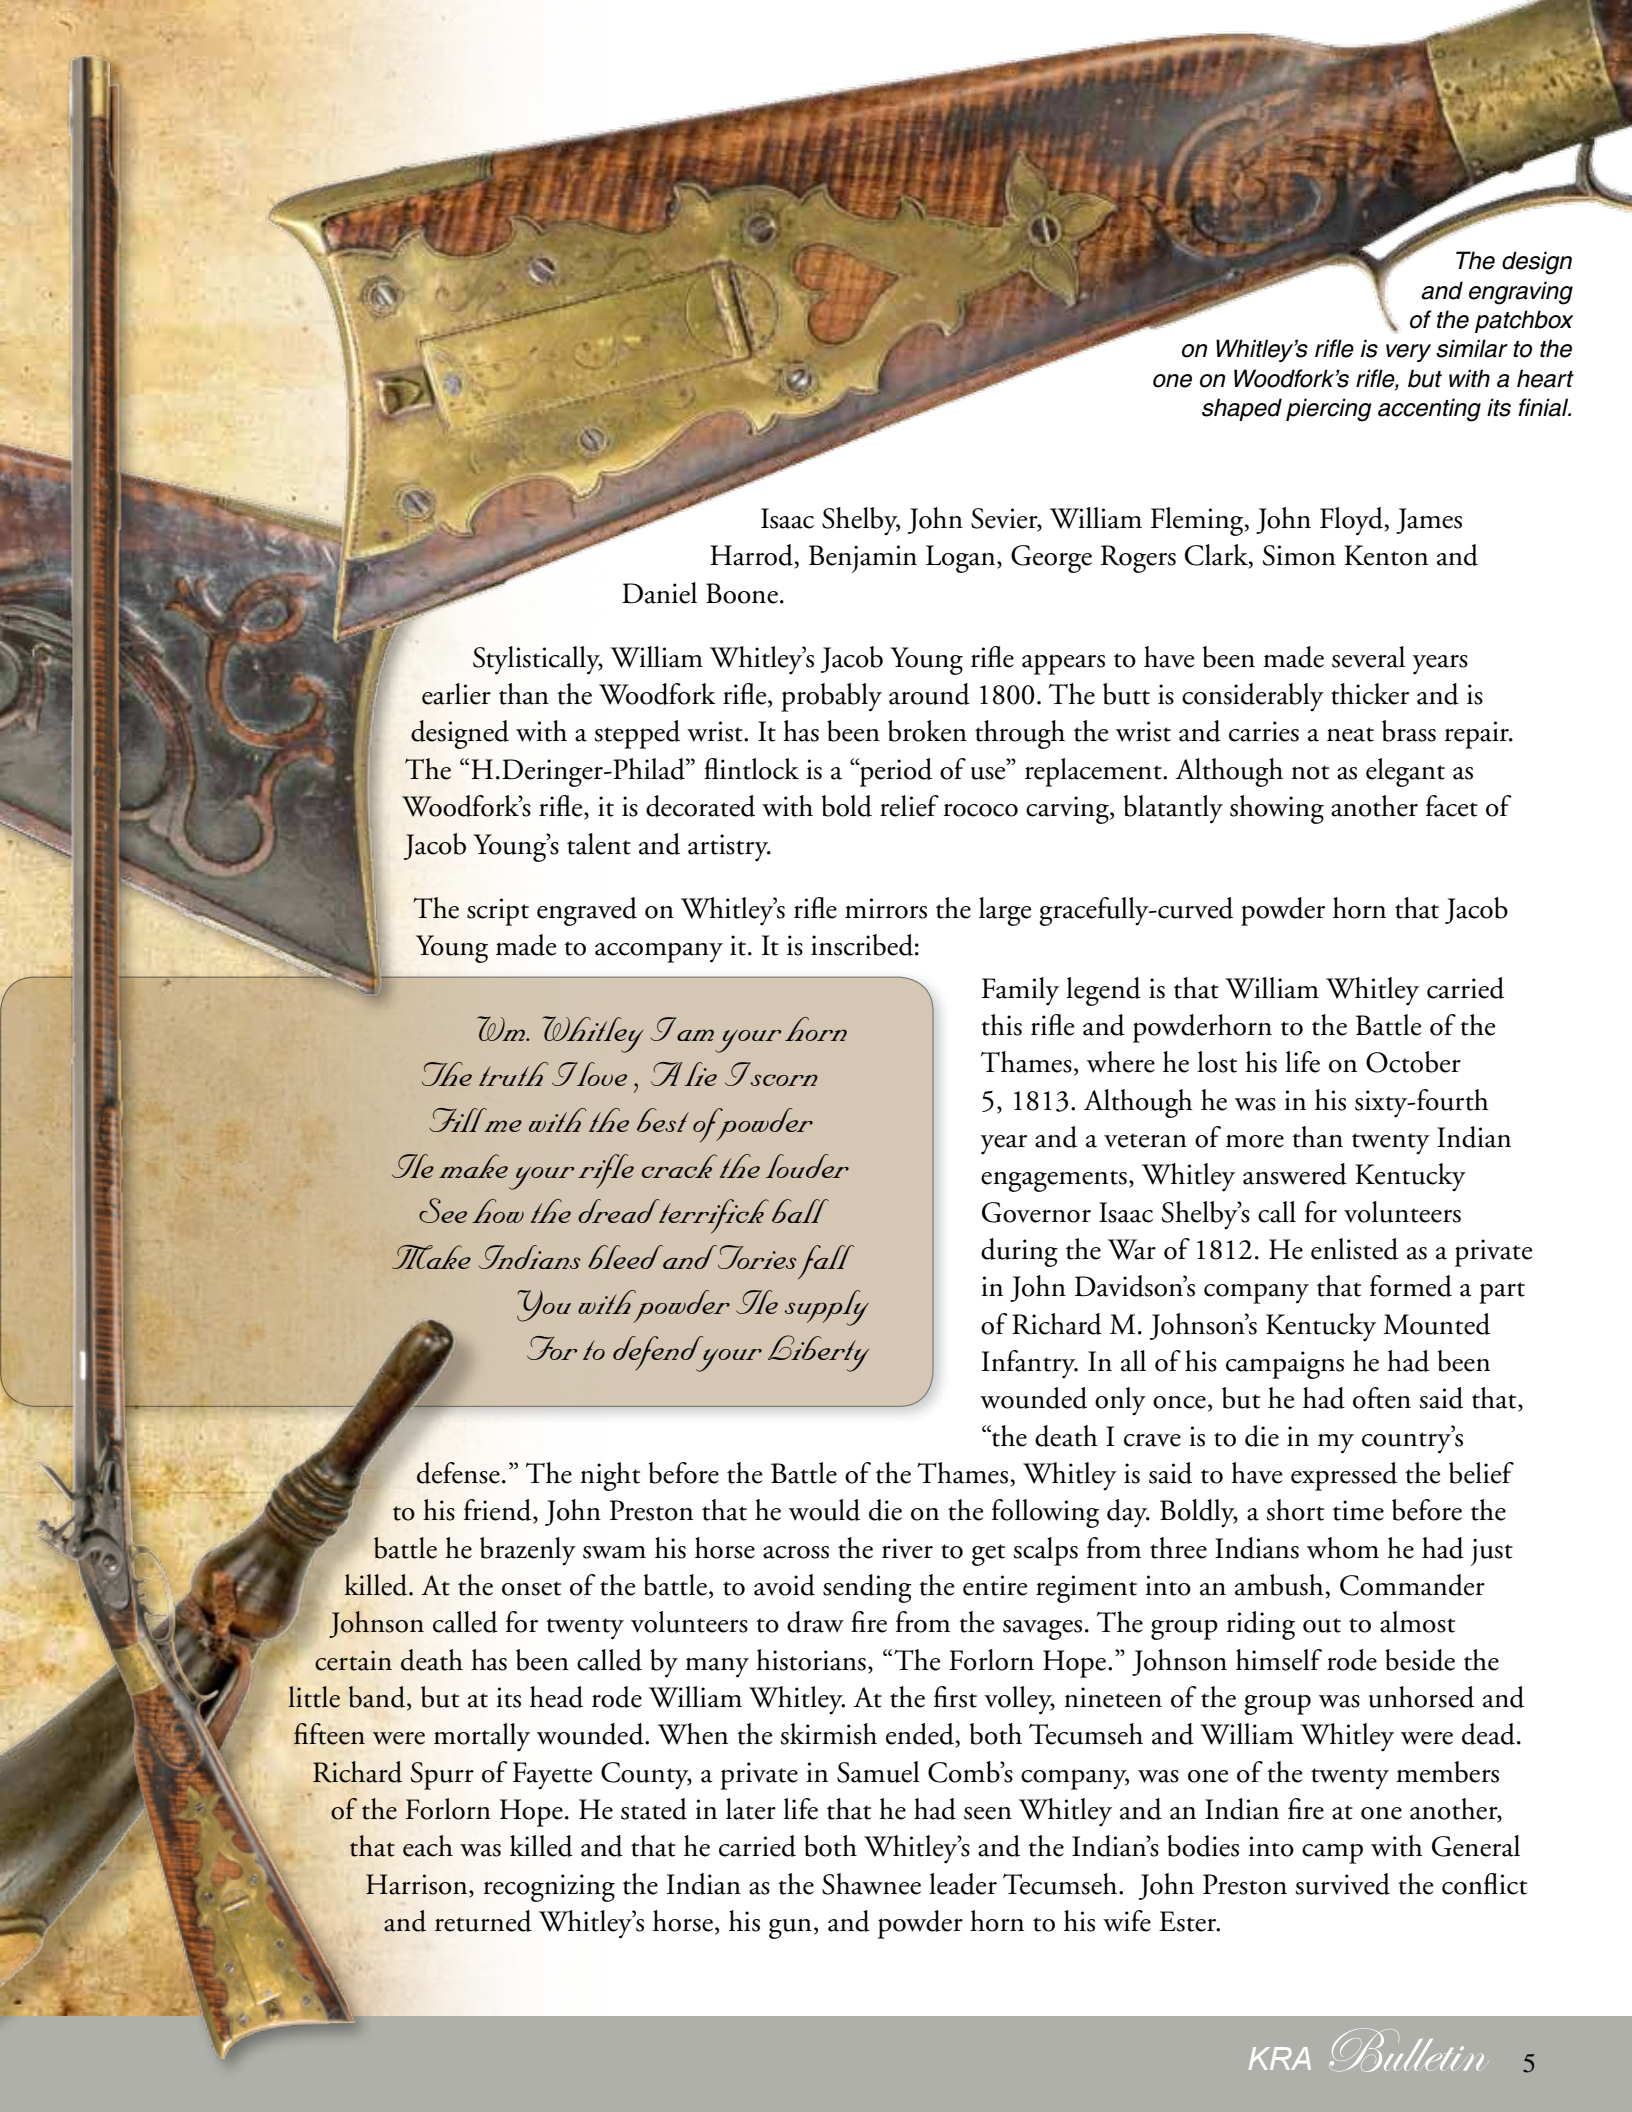 The design
and engraving
of the patchbox
on Whitley's rifle is very similar to the
one on Woodfork's rifle, but with a heart
shaped piercing accenting its finial.
Isaac Shelby, John Sevier, William Fleming, John Floyd, James
Harrod, Benjamin Logan, George Rogers Clark, Simon Kenton and
Daniel Boone.
Stylistically, William Whitley's Jacob Young rifle appears to have been made several years
earlier than the Woodfork rifle, probably around 1800. The butt is considerably thicker and is
designed with a stepped wrist. It has been broken through the wrist and carries a neat brass repair.
The “H.Deringer-Philad” flintlock is a “period of use” replacement. Although not as elegant as
Woodfork's rifle, it is decorated with bold relief rococo carving, blatantly showing another facet of
Jacob Young's talent and artistry.
The script engraved on Whitley's rifle mirrors the large gracefully-curved powder horn that Jacob
Young made to accompany it. It is inscribed:
Wm. Whitley I am your horn
The truth I love , A lie I scorn
Fill me with the best of powder
Ile make your rifle crack the louder
See how the dread terrifick ball
Make Indians bleed and Tories fall
You with powder Ile supply
For to defend your Liberty
Family legend is that William Whitley carried
this rifle and powderhorn to the Battle of the
Thames, where he lost his life on October
5, 1813. Although he was in his sixty-fourth
year and a veteran of more than twenty Indian
engagements, Whitley answered Kentucky
Governor Isaac Shelby's call for volunteers
during the War of 1812. He enlisted as a private
in John Davidson's company that formed a part
of Richard M. Johnson's Kentucky Mounted
Infantry. In all of his campaigns he had been
wounded only once, but he had often said that,
“the death I crave is to die in my country's
defense.” The night before the Battle of the Thames, Whitley is said to have expressed the belief
to his friend, John Preston that he would die on the following day. Boldly, a short time before the
battle he brazenly swam his horse across the river to get scalps from three Indians whom he had just
killed. At the onset of the battle, to avoid sending the entire regiment into an ambush, Commander
Johnson called for twenty volunteers to draw fire from the savages. The group riding out to almost
certain death has been called by many historians, “The Forlorn Hope.” Johnson himself rode beside the
little band, but at its head rode William Whitley. At the first volley, nineteen of the group was unhorsed and
fifteen were mortally wounded. When the skirmish ended, both Tecumseh and William Whitley were dead.
Richard Spurr of Fayette County, a private in Samuel Comb's company, was one of the twenty members
of the Forlorn Hope. He stated in later life that he had seen Whitley and an Indian fire at one another,
that each was killed and that he carried both Whitley's and the Indian's bodies into camp with General
Harrison, recognizing the Indian as the Shawnee leader Tecumseh.  John Preston survived the conflict
and returned Whitley's horse, his gun, and powder horn to his wife Ester.
KRA Bulletin 5